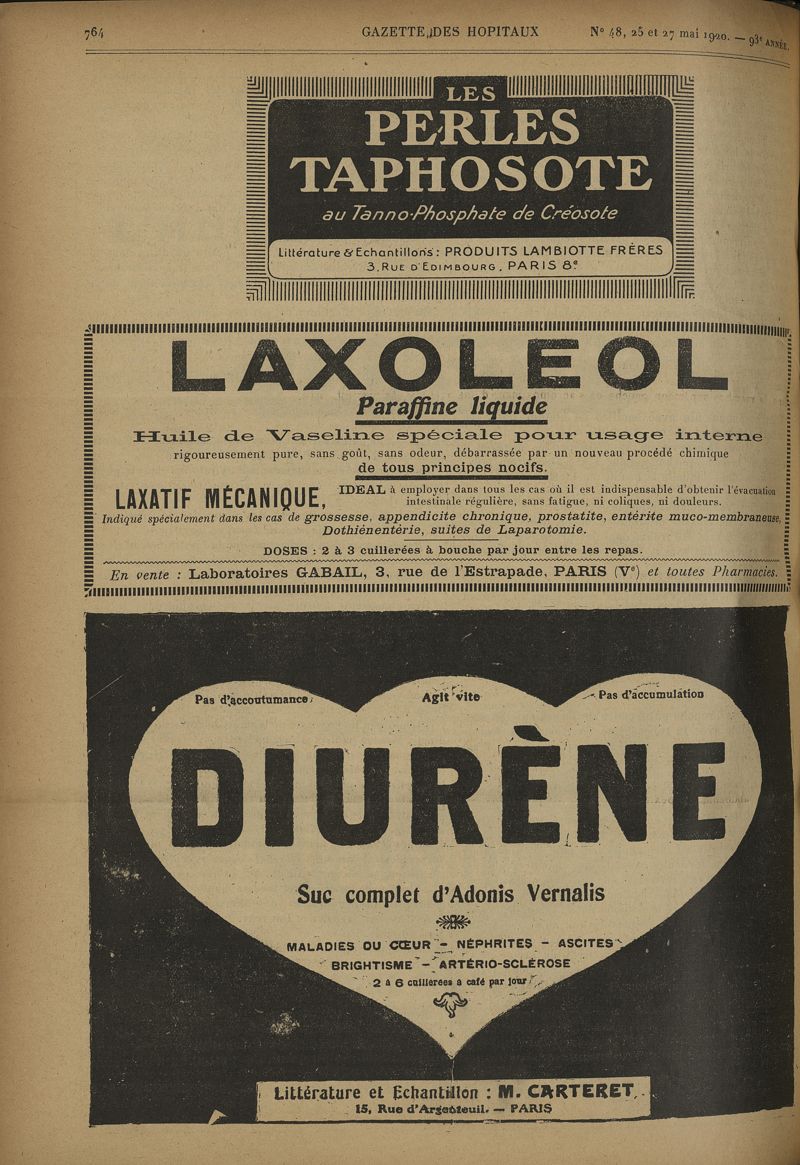 764 GAZETTE DES HOPITAUX N° 48, 25 et 27 mai 1920. — 93e ANNÉE.
LES
PERLES
TAPHOSOTE
au Tanno-Phosphate de Créosote
Littérature & Echantillons : PRODUITS LAMBIOTTE FRÈRES
3, RUE D'EDIMBOURG, PARIS 8e
LAXOLEOL
Paraffine liquide
Huile de Vaseline spéciale pour usage interne
rigoureusement pure, sans goût, sans odeur, débarrassée par un nouveau procédé chimique
de tous principes nocifs.
LAXATIF MÉCANIQUE, IDEAL à employer dans tous les cas où il est indispensable d'obtenir l'évacuation
intestinale régulière, sans fatigue, ni coliques, ni douleurs.
Indiqué spécialement dans les cas de grossesse, appendicite chronique, prostatite, entérite muco-membraneuse,
Dothiènentérie, suites de Laparotomie.
DOSES : 2 à 3 cuillerées à bouche par jour entre les repas.
En vente : Laboratoires GABAIL, 3, rue de l'Estrapade, PARIS (Ve) et toutes Pharmacies.
Pas d'accoutumance
Agit vite
Pas d'accumulation
DIURÈNE
Suc complet d'Adonis Vernalis
MALADIES DU CŒUR - NÉPHRITES - ASCITES
BRIGHTISME - ARTÉRIO-SCLÉROSE
2 à 6 cuillerées à café par jour
Littérature et Echantillon : M. CARTERET
15, Rue d'Argenteuil. — PARIS